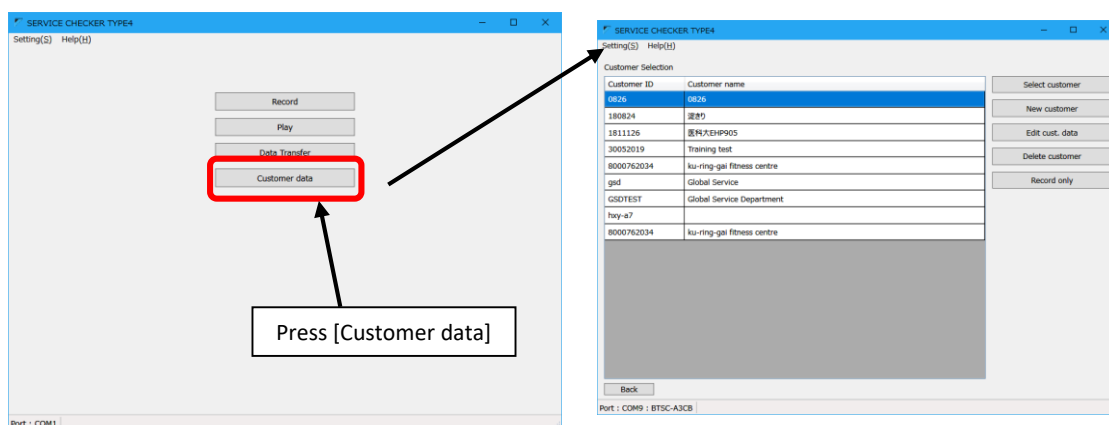 SERVICE CHECKER TYPE4
Setting(S) Help(H)
Record
Play
Data Transfer
Customer data
Press [Customer data]
Port : COM1
SERVICE CHECKER TYPE4
Setting(S) Help(H)
Customer Selection
Customer ID Customer name
0826 0826
180824 淀きり
1811126 医科大EHP905
30052019 Training test
8000762034 ku-ring-gai fitness centre
gsd Global Service
GSDTEST Global Service Department
hxy-a7
8000762034 ku-ring-gai fitness centre
Select customer
New customer
Edit cust. data
Delete customer
Record only
Back
Port : COM9 : BTSC-A3CB